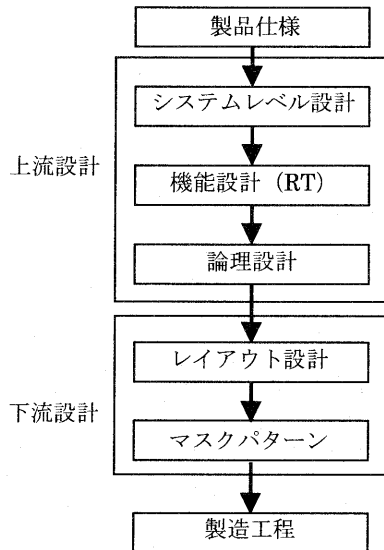 製品仕様
上流設計
システムレベル設計
機能設計（RT）
論理設計
下流設計
レイアウト設計
マスクパターン
製造工程